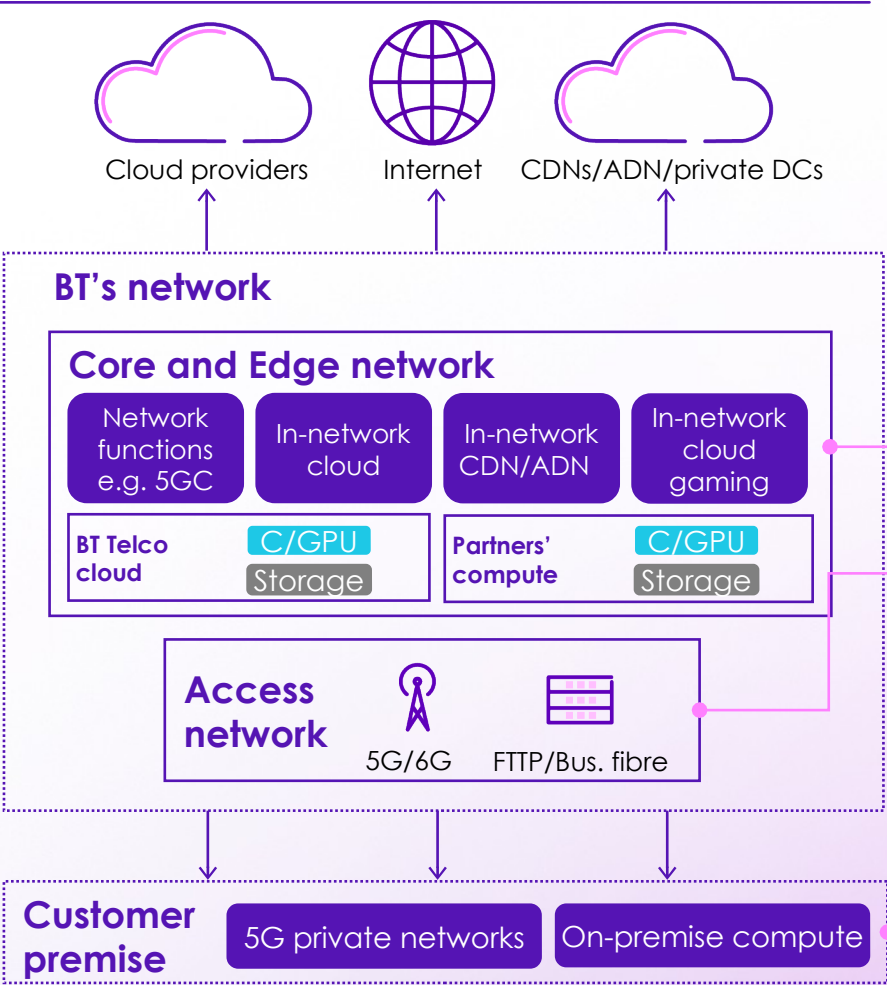 Cloud providers
Internet
CDNs/ADN/private DCs
BT’s network
Core and Edge network
Network
functions
e.g. 5GC
In-network
cloud
In-network
CDN/ADN
In-network
cloud
gaming
BT Telco
cloud
C/GPU
Storage
Partners’
compute
C/GPU
Storage
Access
network
5G/6G
FTTP/Bus. fibre
Customer
premise
5G private networks
On-premise compute